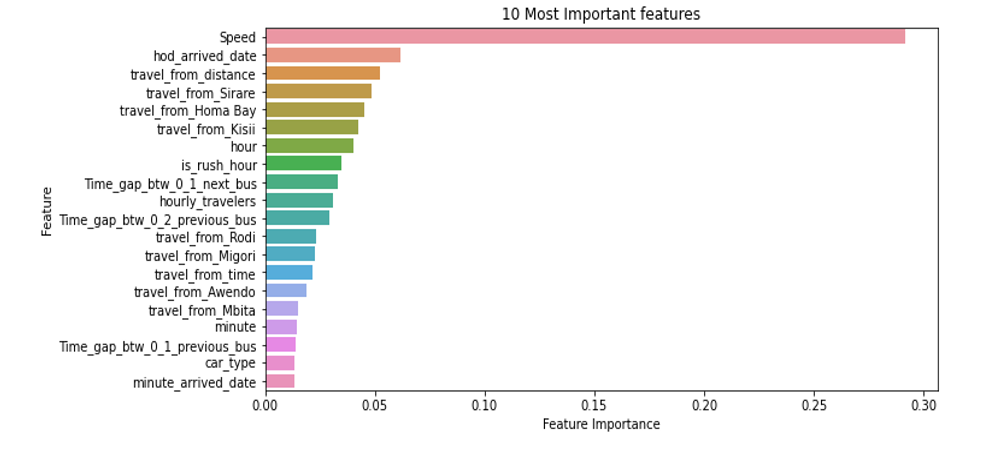 10 Most Important features
Speed
hod_arrived_date
travel_from_distance
travel_from_Sirare
travel_from_Homa Bay
travel_from_Kisii
hour
is_rush_hour
Time_gap_btw_0_1_next_bus
hourly_travelers
Time_gap_btw_0_2_previous_bus
travel_from_Rodi
travel_from_Migori
travel_from_time
travel_from_Awendo
travel_from_Mbita
minute
Time_gap_btw_0_1_previous_bus
car_type
minute_arrived_date
Feature
0.00 0.05 0.10 0.15 0.20 0.25 0.30
Feature Importance